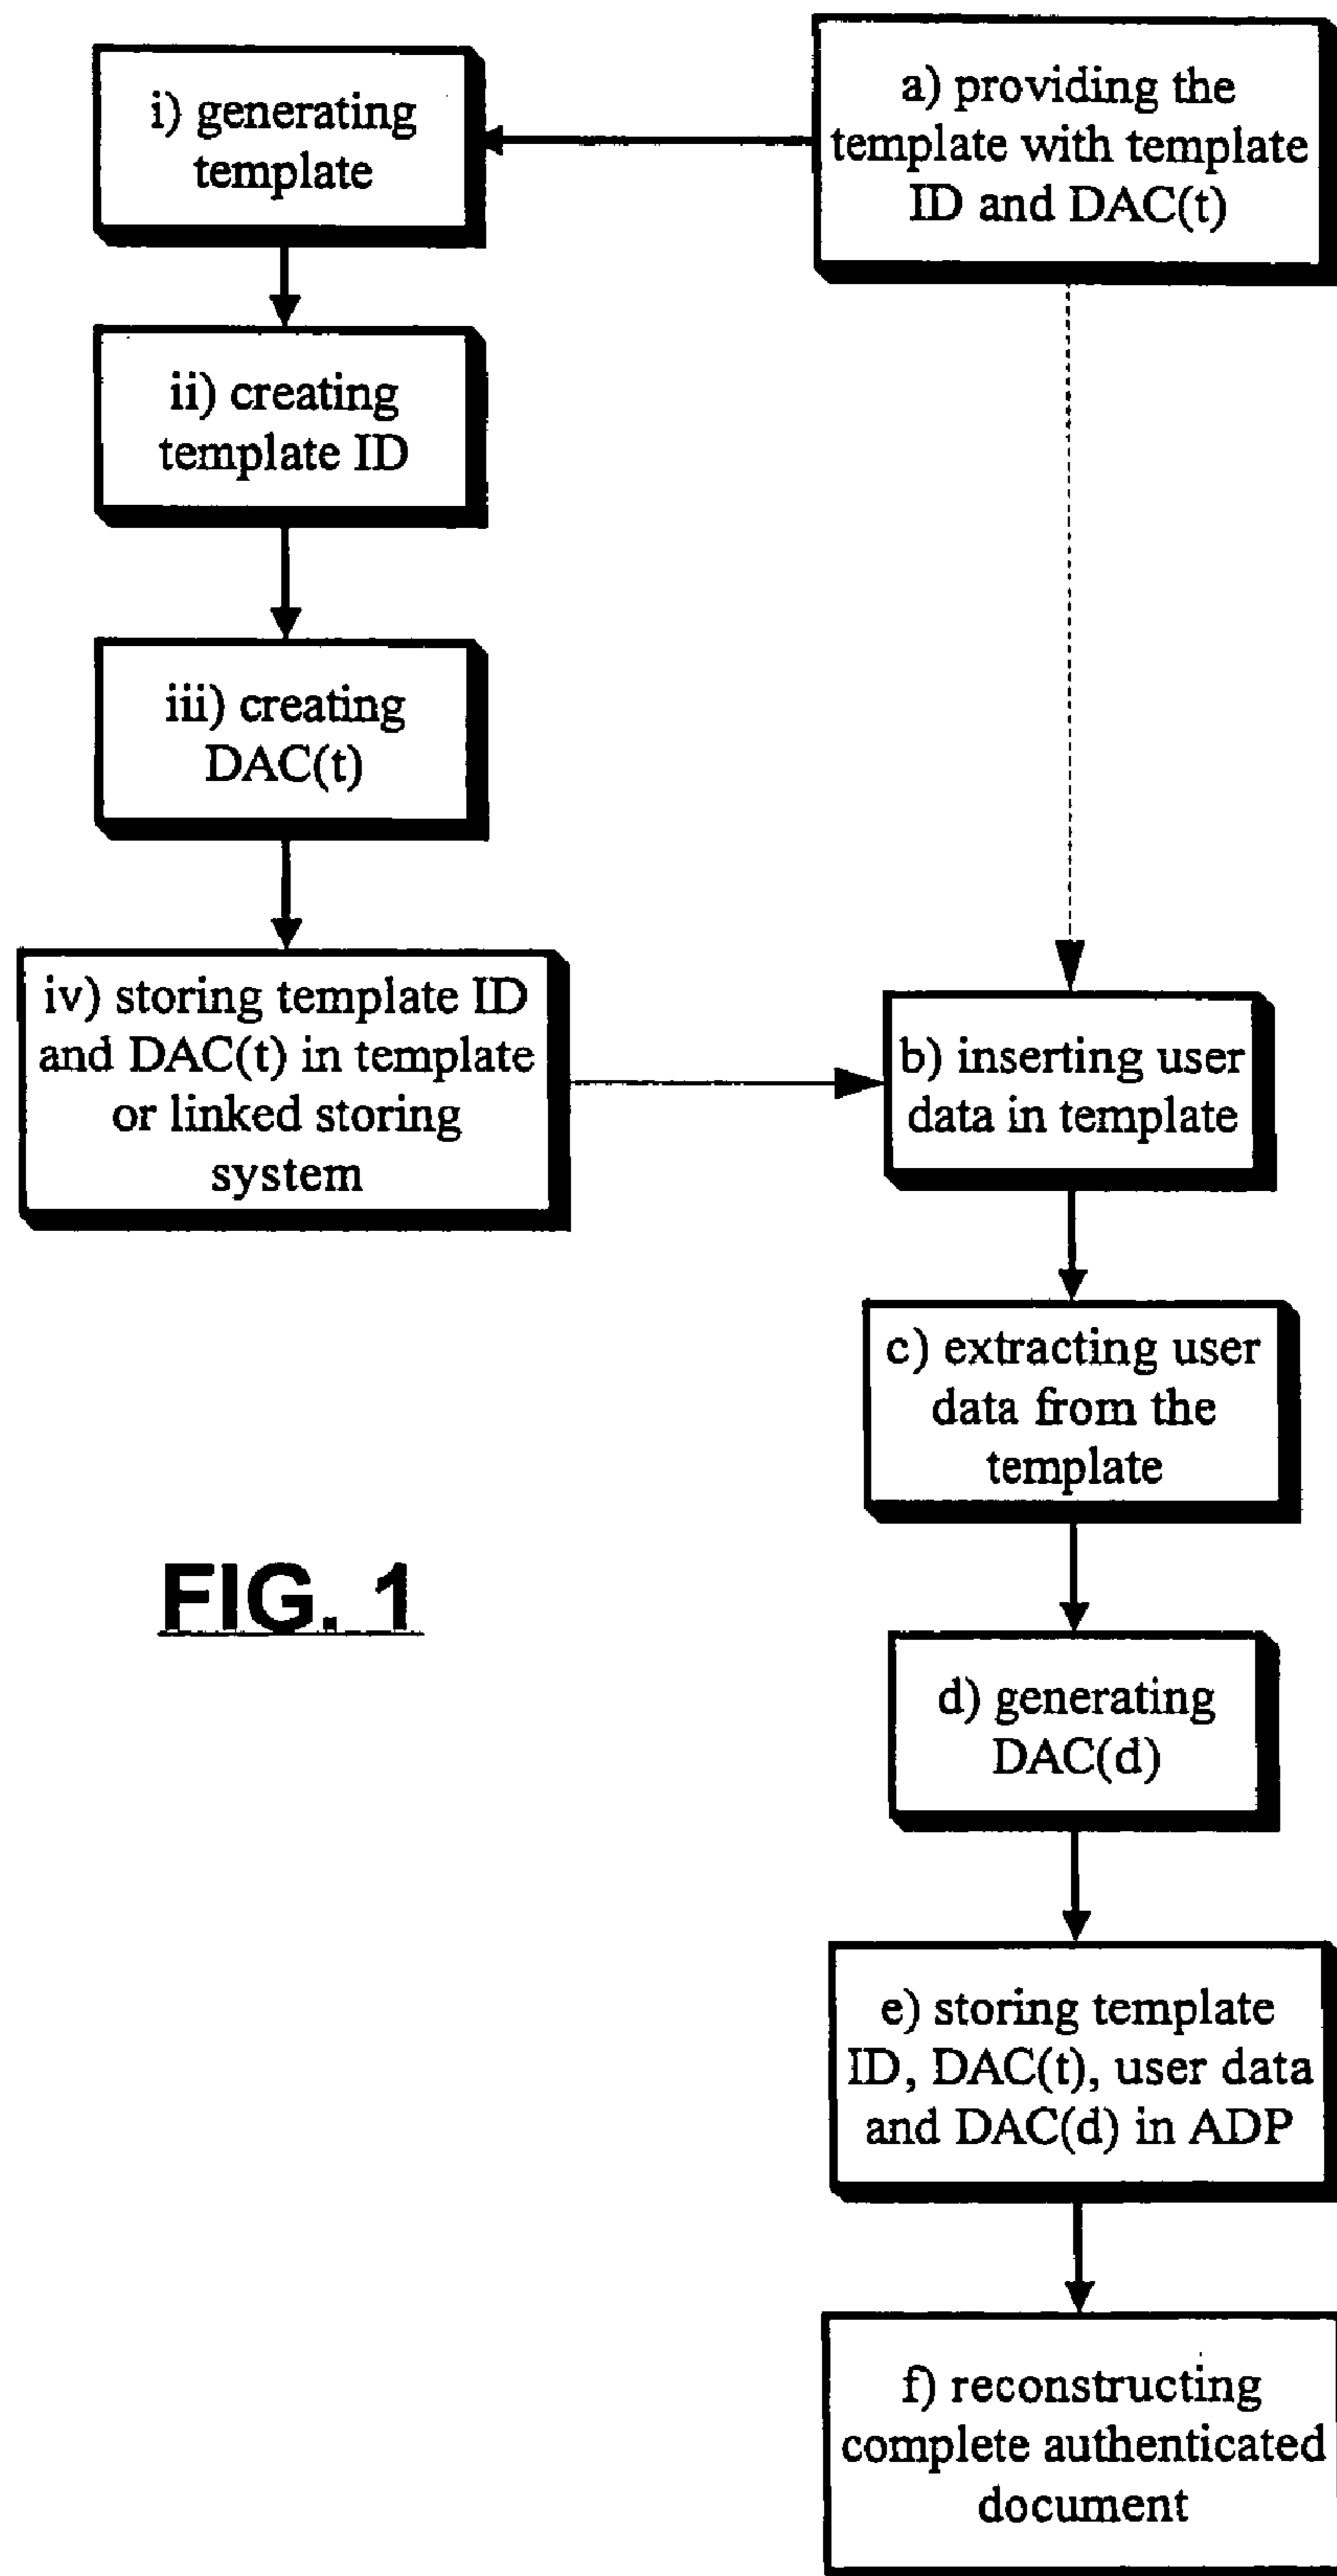 a) providing the
template with template
ID and DAC(t)
i) generating
template
ii) creating
template ID
iii) creating
DAC(t)
iv) storing template ID
and DAC(t) in template
or linked storing
system
b) inserting user
data in template
c) extracting user
data from the
template
d) generating
DAC(d)
e) storing template
ID, DAC(t), user data
and DAC(d) in ADP
f) reconstructing
complete authenticated
document
FIG. 1